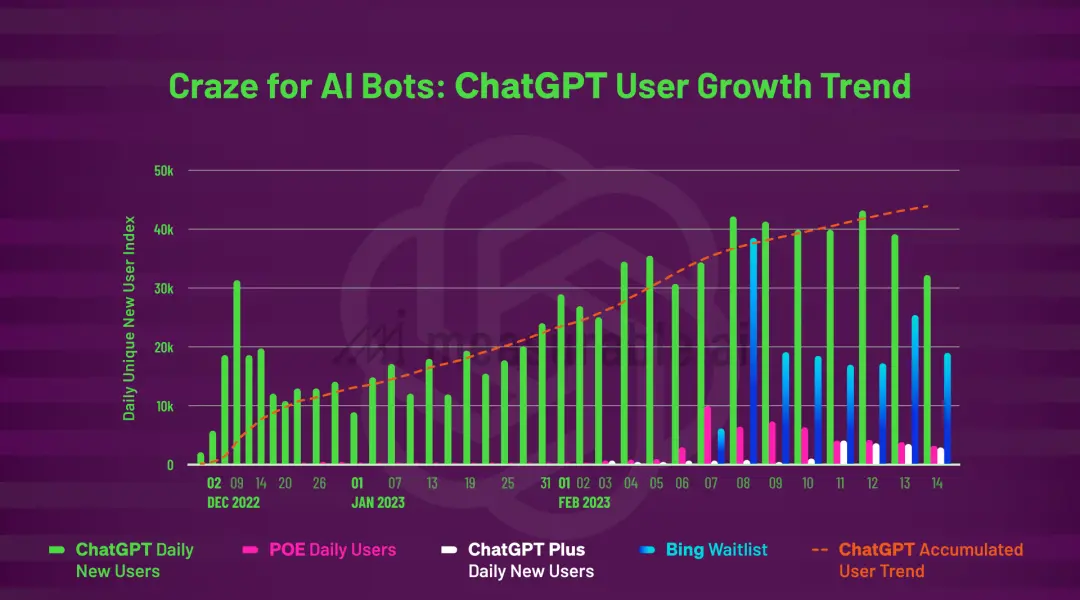 Craze for AI Bots: ChatGPT User Growth Trend
Daily Unique New User Index
50k
40k
30k
20k
10k
0
02 09 14 20 26 01 07 13 19 25 31 01 02 03 04 05 06 07 08 09 10 11 12 13 14
DEC 2022 JAN 2023 FEB 2023
measurable.ai
ChatGPT Daily
New Users
POE Daily Users
ChatGPT Plus
Daily New Users
Bing Waitlist
ChatGPT Accumulated
User Trend